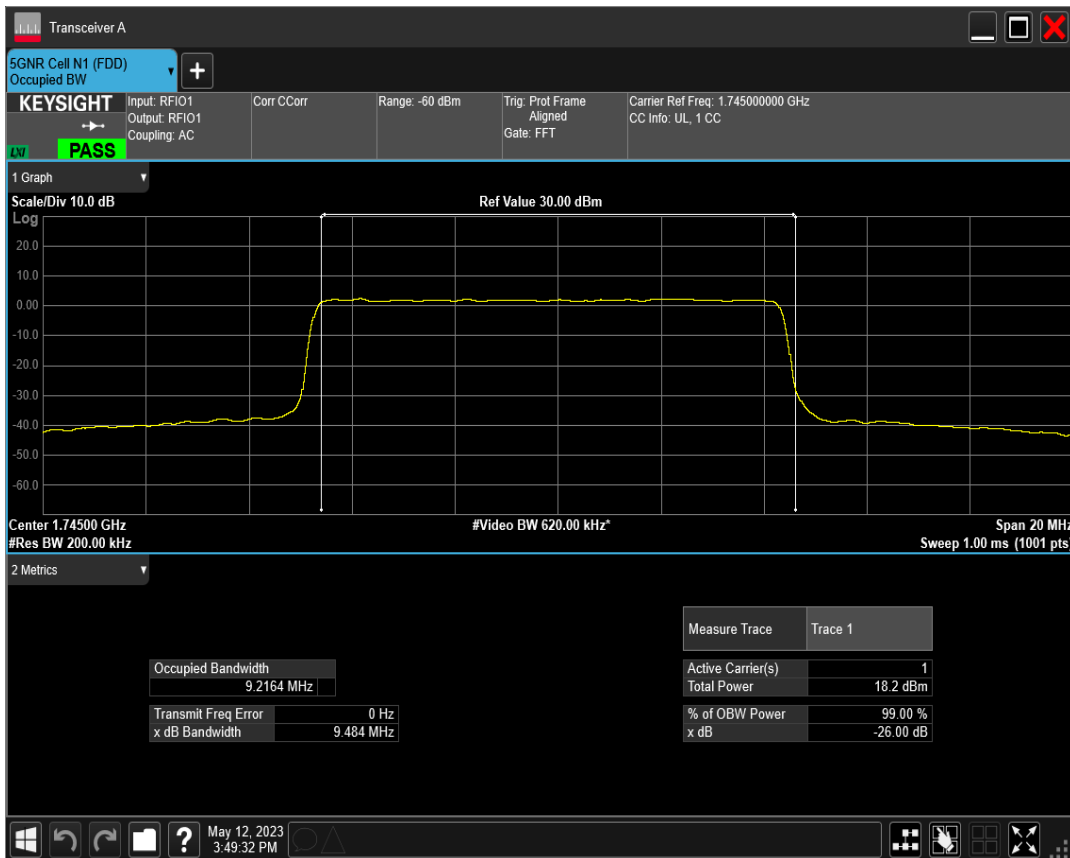 Transceiver A
5GNR Cell N1 (FDD)
Occupied BW
+
KEYSIGHT
LXI
PASS
Input: RFIO1
Output: RFIO1
Coupling: AC
Corr CCorr
Range: -60 dBm
Trig: Prot Frame
Aligned
Gate: FFT
Carrier Ref Freq: 1.745000000 GHz
CC Info: UL, 1 CC
1 Graph
Scale/Div 10.0 dB
Ref Value 30.00 dBm
Log
20.0
10.0
0.00
-10.0
-20.0
-30.0
-40.0
-50.0
-60.0
Center 1.74500 GHz
#Video BW 620.00 kHz*
Span 20 MHz
#Res BW 200.00 kHz
Sweep 1.00 ms (1001 pts)
2 Metrics
Measure Trace Trace 1
Occupied Bandwidth
9.2164 MHz
Active Carrier(s) 1
Total Power 18.2 dBm
Transmit Freq Error 0 Hz
x dB Bandwidth 9.484 MHz
% of OBW Power 99.00 %
x dB -26.00 dB
?
May 12, 2023
3:49:32 PM